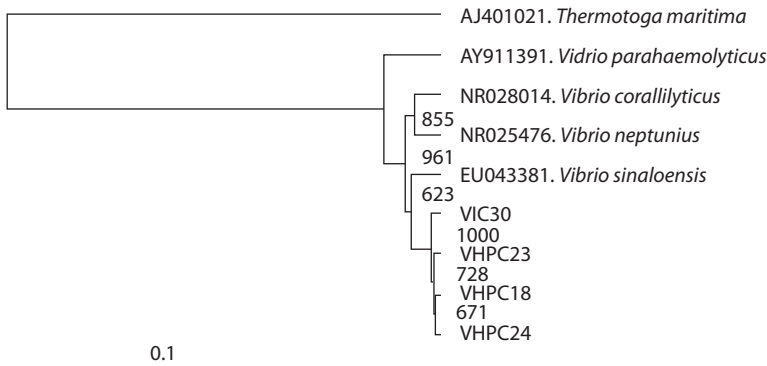 AJ401021. Thermotoga maritima
AY911391. Vidrio parahaemolyticus
NR028014. Vibrio corallilyticus
855
NR025476. Vibrio neptunius
961
EU043381. Vibrio sinaloensis
623
VIC30
1000
VHPC23
728
VHPC18
671
VHPC24
0.1